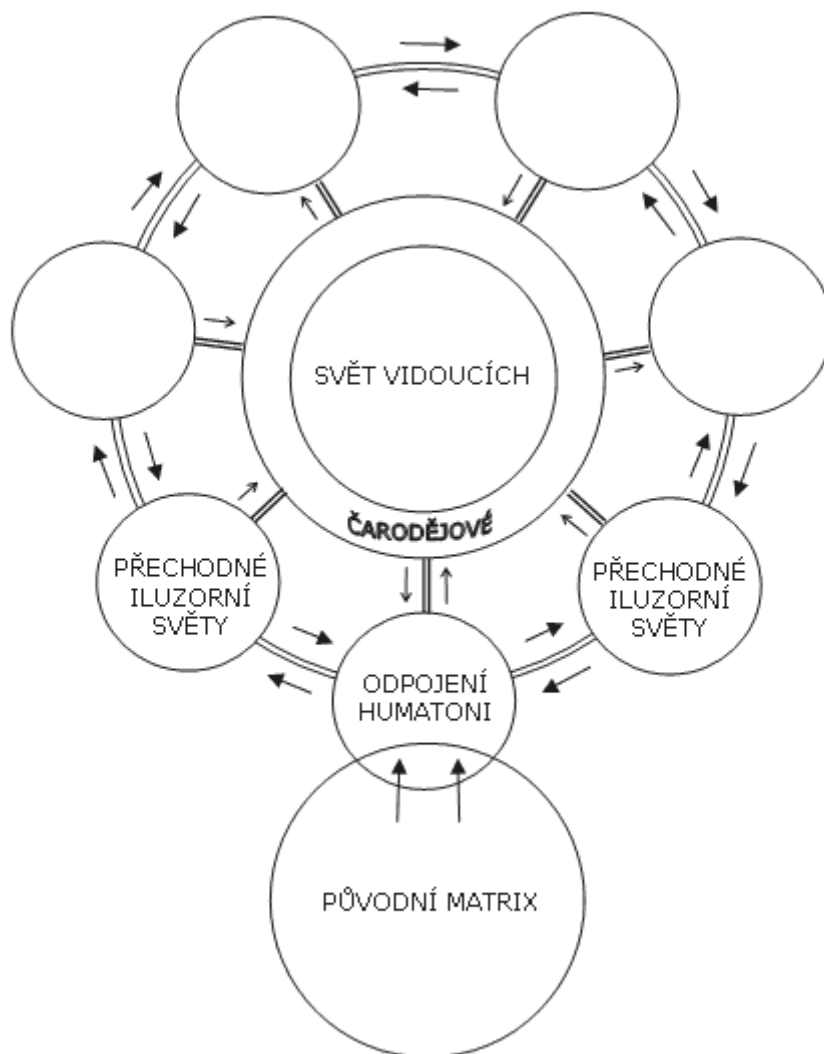 SVĚT VIDOUCÍCH
ČARODĚJOVÉ
PŘECHODNÉ
ILUZORNÍ
SVĚTY
PŘECHODNÉ
ILUZORNÍ
SVĚTY
ODPOJENÍ
HUMATONI
PŮVODNÍ MATRIX